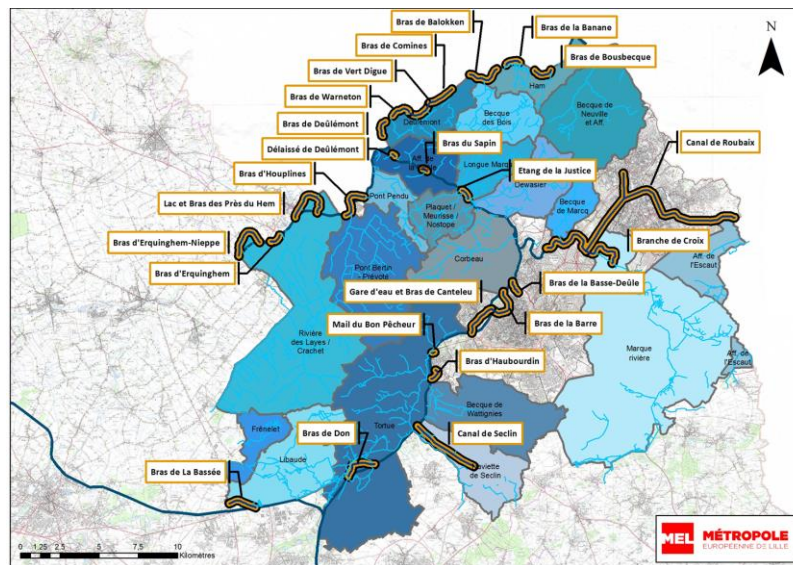 Bras de Balokken
Bras de la Banane
Bras de Comines
Bras de Bousbecque
Bras de Vert Digue
Bras de Warneton
Bras de Deûlémont
Délaissé de Deûlémont
Bras du Sapin
Canal de Roubaix
Bras d'Houplines
Etang de la Justice
Lac et Bras des Près du Hem
Bras d'Erquinghem-Nieppe
Bras d'Erquinghem
Branche de Croix
Gare d'eau et Bras de Canteleu
Bras de la Basse-Deûle
Mail du Bon Pêcheur
Bras de la Barre
Bras d'Haubourdin
Bras de Don
Canal de Seclin
Bras de La Bassée
N
Ham
Becque
des Bois
Becque de
Neuville
et Aff.
Aff. de
Longue
Pont Pendu
Plaquet /
Meurisse /
Nostope
Becque
de Marcq
Corbeau
Pont Bertin
- Prévote
Rivière
des Layes /
Crachet
Aff. de
l'Escaut
Marque
rivière
Aff. de
l'Escaut
Becque de
Wattignies
Frénelet
Libaude
Tortue
de Seclin
0 1,25 2,5 5 7,5 10
Kilomètres
MEL MÉTROPOLE
EUROPÉENNE DE LILLE